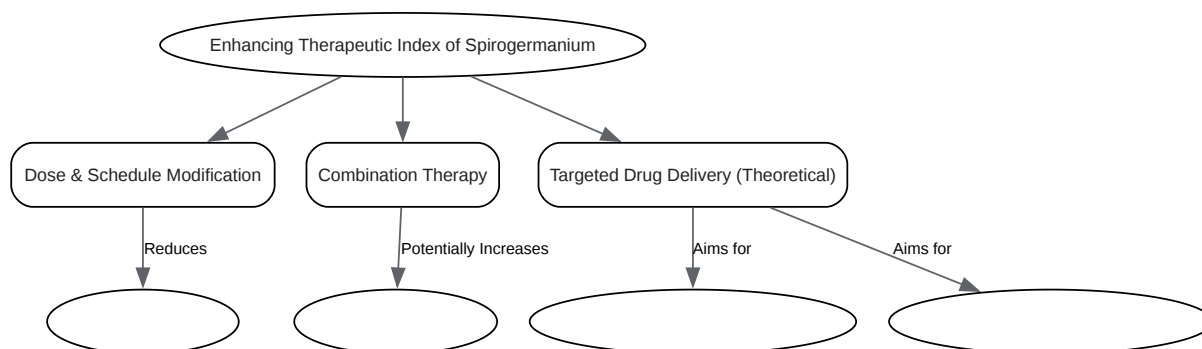 Enhancing Therapeutic Index of Spirogermanium
Dose & Schedule Modification
Combination Therapy
Targeted Drug Delivery (Theoretical)
Reduces
Potentially Increases
Aims for
Aims for